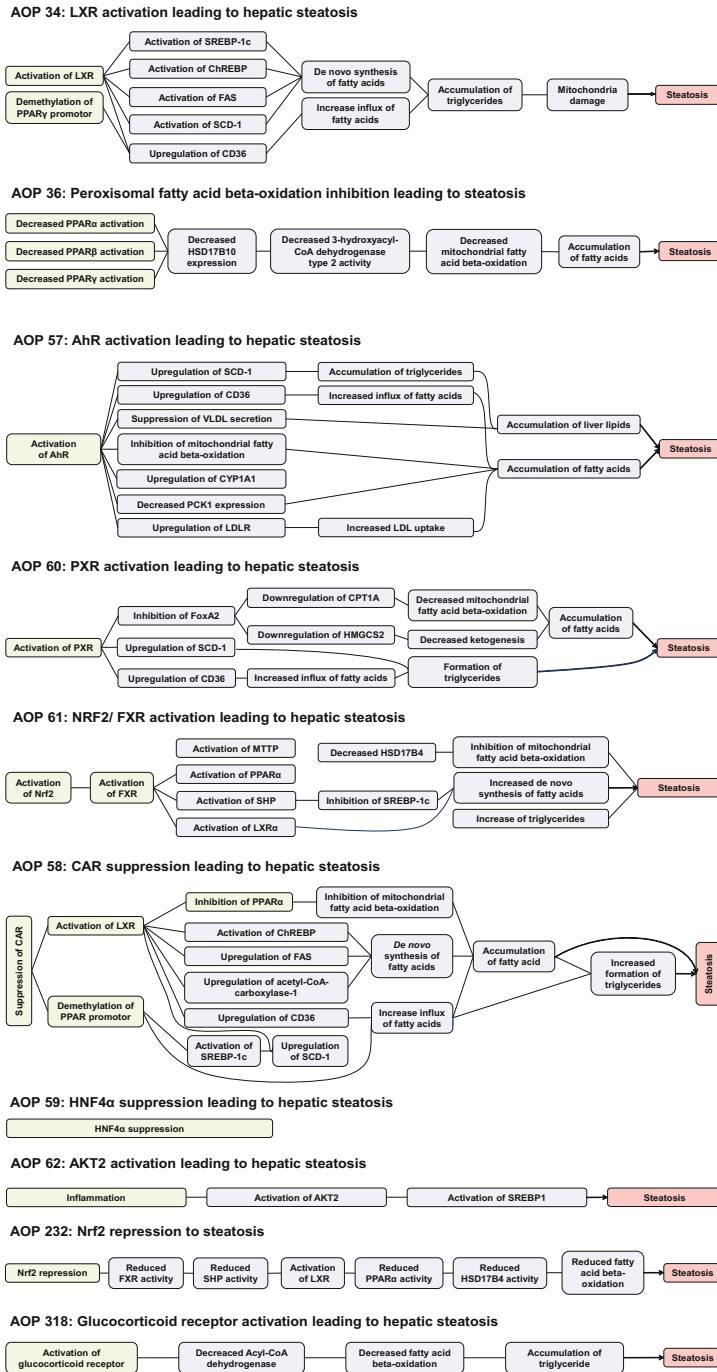 AOP 34: LXR activation leading to hepatic steatosis
Activation of SREBP-1c
Activation of LXR
Activation of ChREBP
De novo synthesis
of fatty acids
Demethylation of
PPARγ promotor
Activation of FAS
Accumulation of
triglycerides
Mitochondria
damage
Steatosis
Activation of SCD-1
Increase influx of
fatty acids
Upregulation of CD36
AOP 36: Peroxisomal fatty acid beta-oxidation inhibition leading to steatosis
Decreased PPARα activation
Decreased PPARβ activation
Decreased PPARγ activation
Decreased
HSD17B10
expression
Decreased 3-hydroxyacyl-
CoA dehydrogenase
type 2 activity
Decreased
mitochondrial fatty
acid beta-oxidation
Accumulation
of fatty acids
Steatosis
AOP 57: AhR activation leading to hepatic steatosis
Upregulation of SCD-1
Accumulation of triglycerides
Upregulation of CD36
Increased influx of fatty acids
Suppression of VLDL secretion
Accumulation of liver lipids
Activation
of AhR
Inhibition of mitochondrial fatty
acid beta-oxidation
Steatosis
Upregulation of CYP1A1
Accumulation of fatty acids
Decreased PCK1 expression
Upregulation of LDLR
Increased LDL uptake
AOP 60: PXR activation leading to hepatic steatosis
Downregulation of CPT1A
Decreased mitochondrial
fatty acid beta-oxidation
Inhibition of FoxA2
Accumulation
of fatty acids
Downregulation of HMGCS2
Decreased ketogenesis
Activation of PXR
Upregulation of SCD-1
Steatosis
Upregulation of CD36
Increased influx of fatty acids
Formation of
triglycerides
AOP 61: NRF2/ FXR activation leading to hepatic steatosis
Activation of MTTP
Decreased HSD17B4
Inhibition of mitochondrial
fatty acid beta-oxidation
Activation of PPARα
Activation
of Nrf2
Activation
of FXR
Increased de novo
synthesis of fatty acids
Steatosis
Activation of SHP
Inhibition of SREBP-1c
Activation of LXRα
Increase of triglycerides
AOP 58: CAR suppression leading to hepatic steatosis
Suppression of CAR
Activation of LXR
Inhibition of PPARα
Inhibition of mitochondrial
fatty acid beta-oxidation
Activation of ChREBP
Upregulation of FAS
De novo
synthesis of
fatty acids
Accumulation
of fatty acid
Increased
formation of
triglycerides
Steatosis
Upregulation of acetyl-CoA-
carboxylase-1
Demethylation of
PPAR promotor
Upregulation of CD36
Increase influx
of fatty acids
Activation of
SREBP-1c
Upregulation
of SCD-1
AOP 59: HNF4α suppression leading to hepatic steatosis
HNF4α suppression
AOP 62: AKT2 activation leading to hepatic steatosis
Inflammation
Activation of AKT2
Activation of SREBP1
Steatosis
AOP 232: Nrf2 repression to steatosis
Nrf2 repression
Reduced
FXR activity
Reduced
SHP activity
Activation
of LXR
Reduced
PPARα activity
Reduced
HSD17B4 activity
Reduced fatty
acid beta-
oxidation
Steatosis
AOP 318: Glucocorticoid receptor activation leading to hepatic steatosis
Activation of
glucocorticoid receptor
Decreaced Acyl-CoA
dehydrogenase
Decreased fatty acid
beta-oxidation
Accumulation of
triglyceride
Steatosis